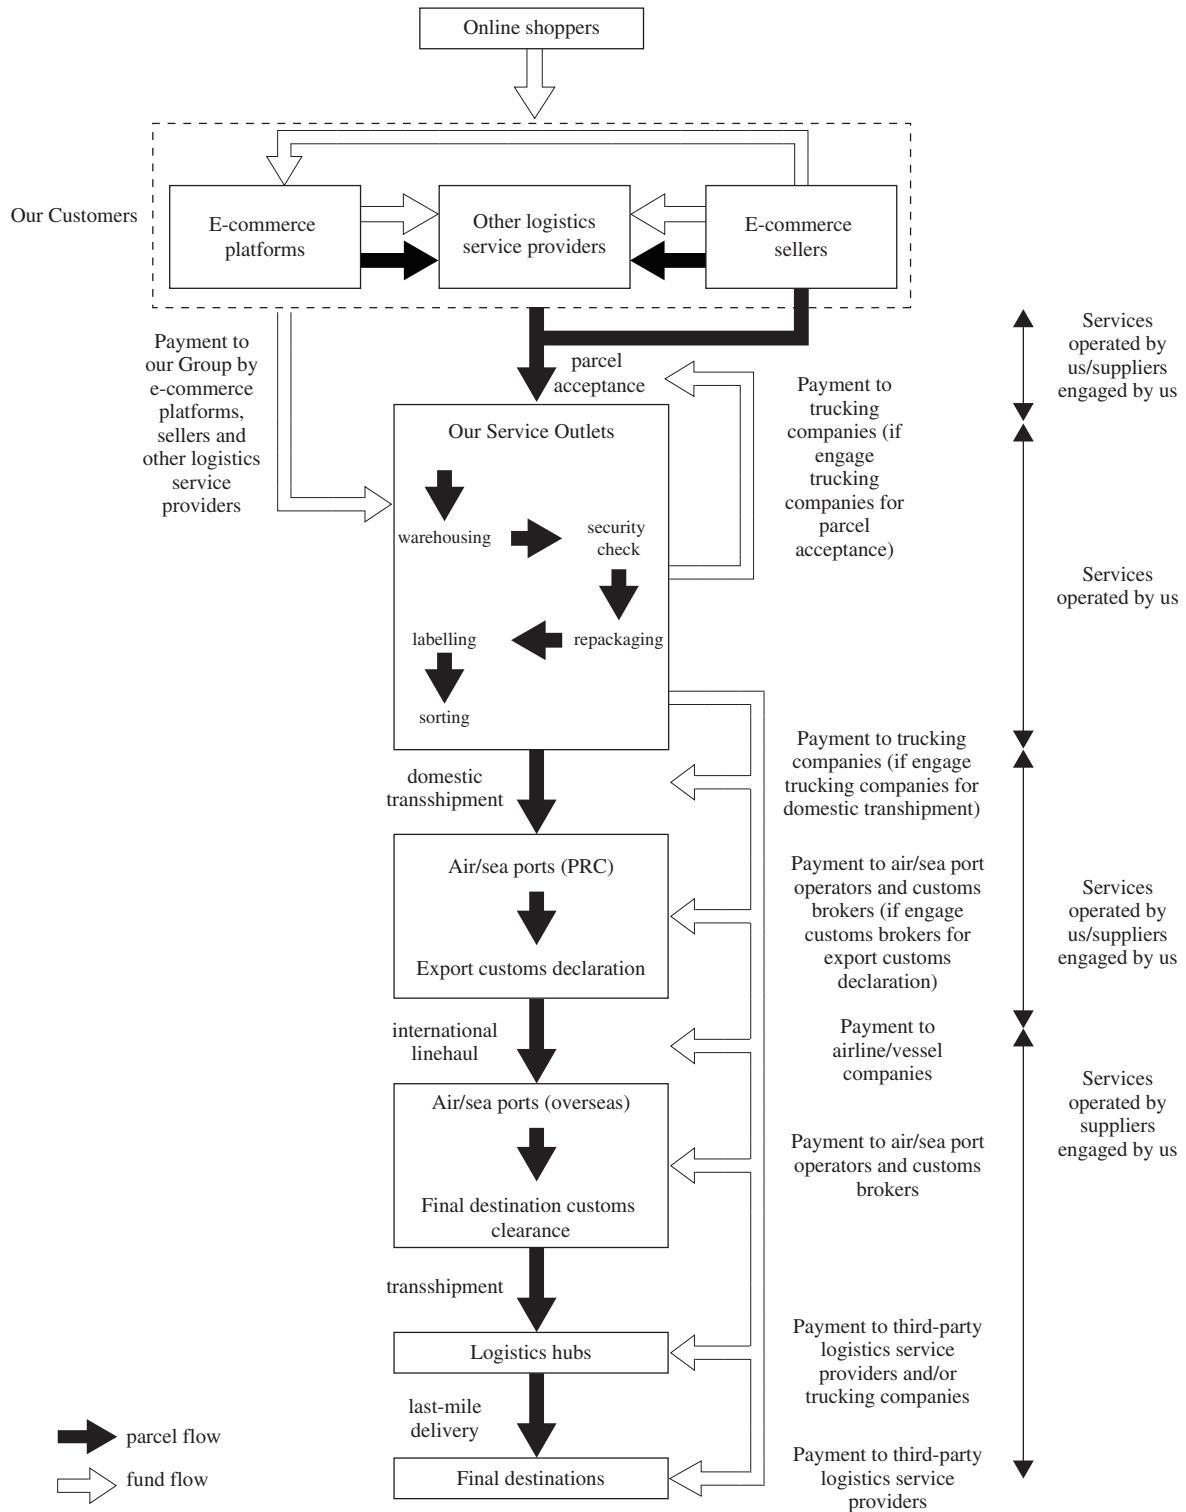 Online shoppers
Our Customers
E-commerce
platforms
Other logistics
service providers
E-commerce
sellers
Payment to
our Group by
e-commerce
platforms,
sellers and
other logistics
service
providers
parcel
acceptance
Payment to
trucking
companies (if
engage
trucking
companies for
parcel
acceptance)
Services
operated by
us/suppliers
engaged by us
Our Service Outlets
warehousing
security
check
labelling
repackaging
sorting
Services
operated by us
domestic
transshipment
Payment to trucking
companies (if engage
trucking companies for
domestic transhipment)
Air/sea ports (PRC)
Export customs declaration
Payment to air/sea port
operators and customs
brokers (if engage
customs brokers for
export customs
declaration)
Services
operated by
us/suppliers
engaged by us
international
linehaul
Payment to
airline/vessel
companies
Air/sea ports (overseas)
Final destination customs
clearance
Payment to air/sea port
operators and customs
brokers
Services
operated by
suppliers
engaged by us
transshipment
Logistics hubs
Payment to third-party
logistics service
providers and/or
trucking companies
last-mile
delivery
Final destinations
Payment to third-party
logistics service
providers
parcel flow
fund flow